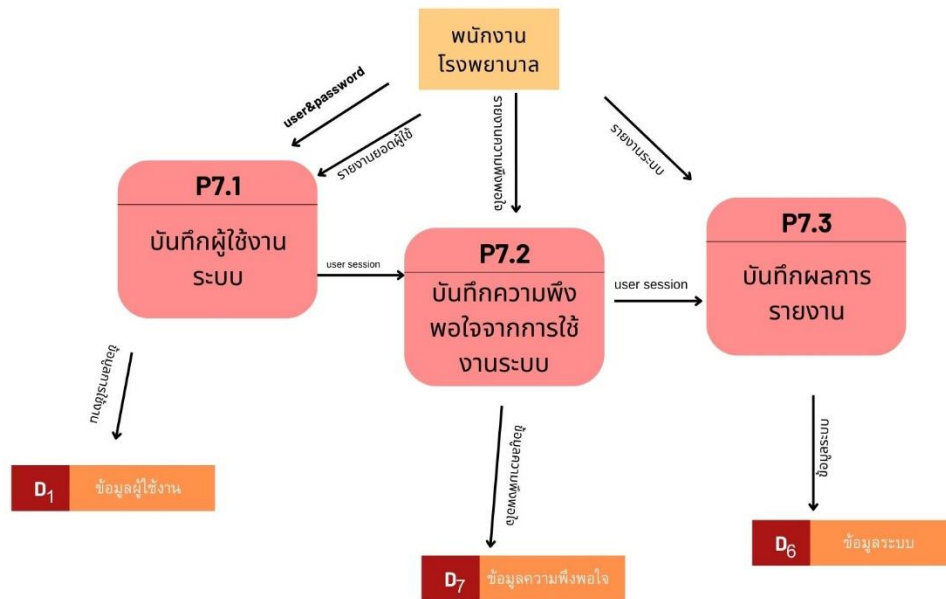 พนักงาน
โรงพยาบาล
user&password
รายงานยอดผู้ใช้
รายงานความพึงพอใจ
รายงานระบบ
P7.1
บันทึกผู้ใช้งาน
ระบบ
user session
P7.2
บันทึกความพึง
พอใจจากการใช้
งานระบบ
user session
P7.3
บันทึกผลการ
รายงาน
ข้อมูลการใช้งาน
ข้อมูลความพึงพอใจ
ข้อมูลระบบ
D1
ข้อมูลผู้ใช้งาน
D7
ข้อมูลความพึงพอใจ
D6
ข้อมูลระบบ